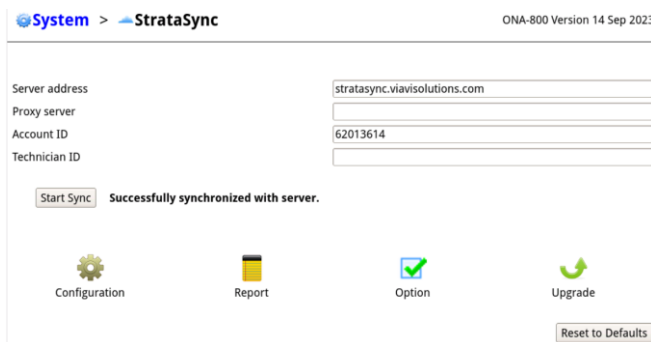 System > StrataSync
ONA-800 Version 14 Sep 2023
Server address
stratasync.viavisolutions.com
Proxy server
Account ID
62013614
Technician ID
Start Sync
Successfully synchronized with server.
Configuration
Report
Option
Upgrade
Reset to Defaults